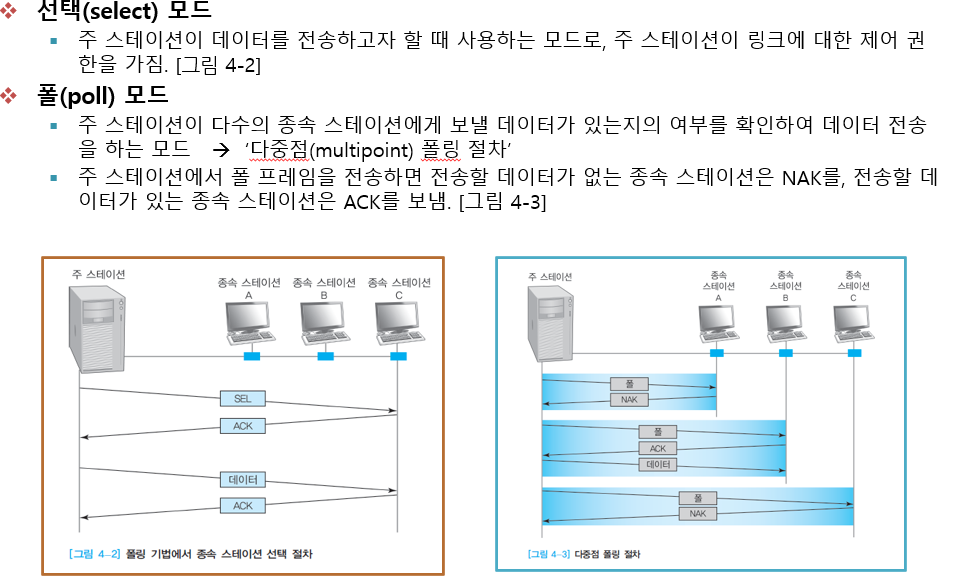 ❖ 선택(select) 모드
▪ 주 스테이션이 데이터를 전송하고자 할 때 사용하는 모드로, 주 스테이션이 링크에 대한 제어 권
한을 가짐. [그림 4-2]
❖ 폴(poll) 모드
▪ 주 스테이션이 다수의 종속 스테이션에게 보낼 데이터가 있는지의 여부를 확인하여 데이터 전송
을 하는 모드 → ‘다중점(multipoint) 폴링 절차’
▪ 주 스테이션에서 폴 프레임을 전송하면 전송할 데이터가 없는 종속 스테이션은 NAK를, 전송할 데
이터가 있는 종속 스테이션은 ACK를 보냄. [그림 4-3]
주 스테이션
종속 스테이션 종속 스테이션 종속 스테이션
A B C
SEL
ACK
데이터
ACK
[그림 4-2] 폴링 기법에서 종속 스테이션 선택 절차
주 스테이션
종속 종속 종속
스테이션 스테이션 스테이션
A B C
폴
NAK
폴
ACK
데이터
폴
NAK
[그림 4-3] 다중점 폴링 절차